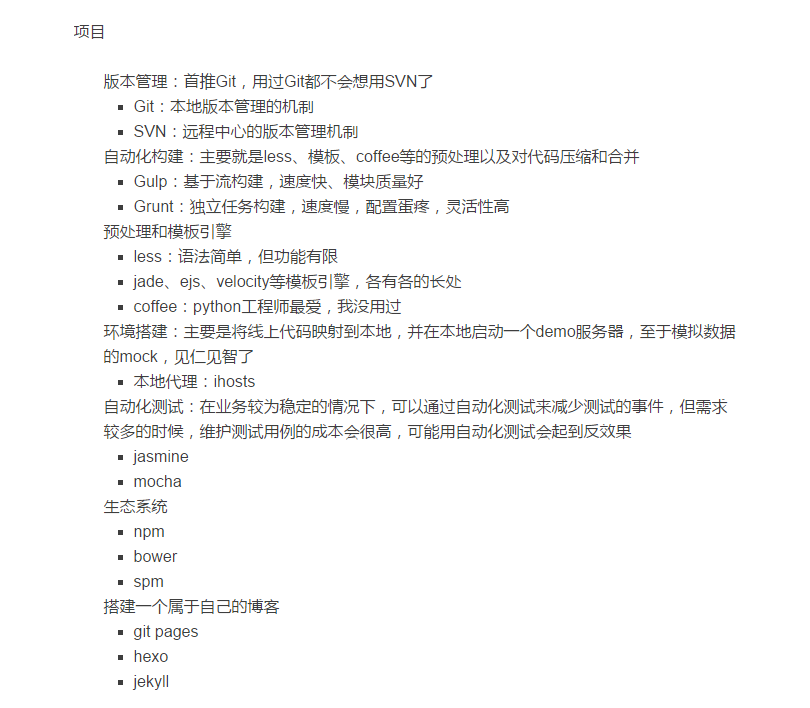 项目
版本管理：首推Git，用过Git都不会想用SVN了
Git：本地版本管理的机制
SVN：远程中心的版本管理机制
自动化构建：主要就是less、模板、coffee等的预处理以及对代码压缩和合并
Gulp：基于流构建，速度快、模块质量好
Grunt：独立任务构建，速度慢，配置蛋疼，灵活性高
预处理和模板引擎
less：语法简单，但功能有限
jade、ejs、velocity等模板引擎，各有各的长处
coffee：python工程师最爱，我没用过
环境搭建：主要是将线上代码映射到本地，并在本地启动一个demo服务器，至于模拟数据
的mock，见仁见智了
本地代理：ihosts
自动化测试：在业务较为稳定的情况下，可以通过自动化测试来减少测试的事件，但需求
较多的时候，维护测试用例的成本会很高，可能用自动化测试会起到反效果
jasmine
mocha
生态系统
npm
bower
spm
搭建一个属于自己的博客
git pages
hexo
jekyll